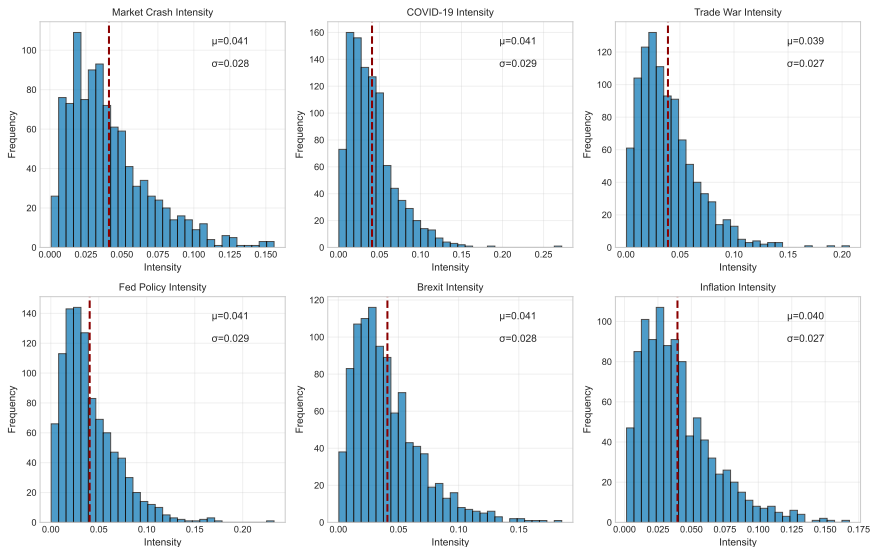 Market Crash Intensity
μ=0.041
σ=0.028
Frequency
100
80
60
40
20
0
0.000 0.025 0.050 0.075 0.100 0.125 0.150
Intensity
COVID-19 Intensity
μ=0.041
σ=0.029
Frequency
160
140
120
100
80
60
40
20
0
0.00 0.05 0.10 0.15 0.20 0.25
Intensity
Trade War Intensity
μ=0.039
σ=0.027
Frequency
120
100
80
60
40
20
0
0.00 0.05 0.10 0.15 0.20
Intensity
Fed Policy Intensity
μ=0.041
σ=0.029
Frequency
140
120
100
80
60
40
20
0
0.00 0.10 0.20
Intensity
Brexit Intensity
μ=0.041
σ=0.028
Frequency
120
100
80
60
40
20
0
0.00 0.05 0.10 0.15
Intensity
Inflation Intensity
μ=0.040
σ=0.027
Frequency
100
80
60
40
20
0
0.000 0.025 0.050 0.075 0.100 0.125 0.150 0.175
Intensity